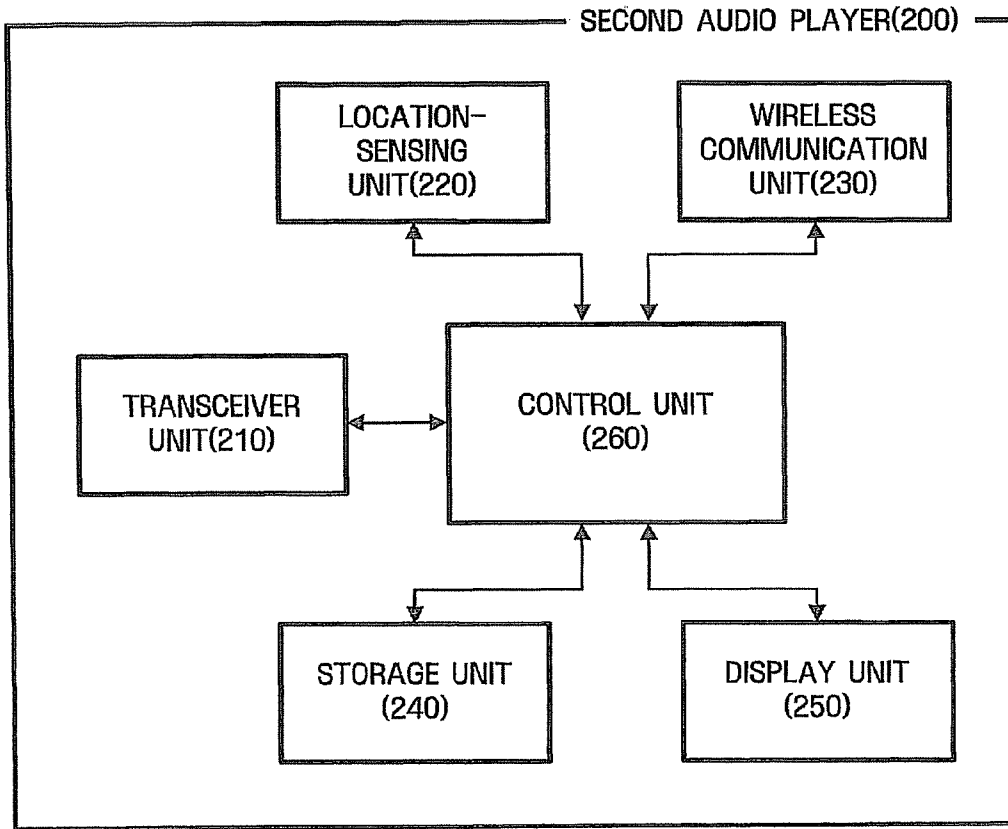 SECOND AUDIO PLAYER(200)
LOCATION-
SENSING
UNIT(220)
WIRELESS
COMMUNICATION
UNIT(230)
TRANSCEIVER
UNIT(210)
CONTROL UNIT
(260)
STORAGE UNIT
(240)
DISPLAY UNIT
(250)